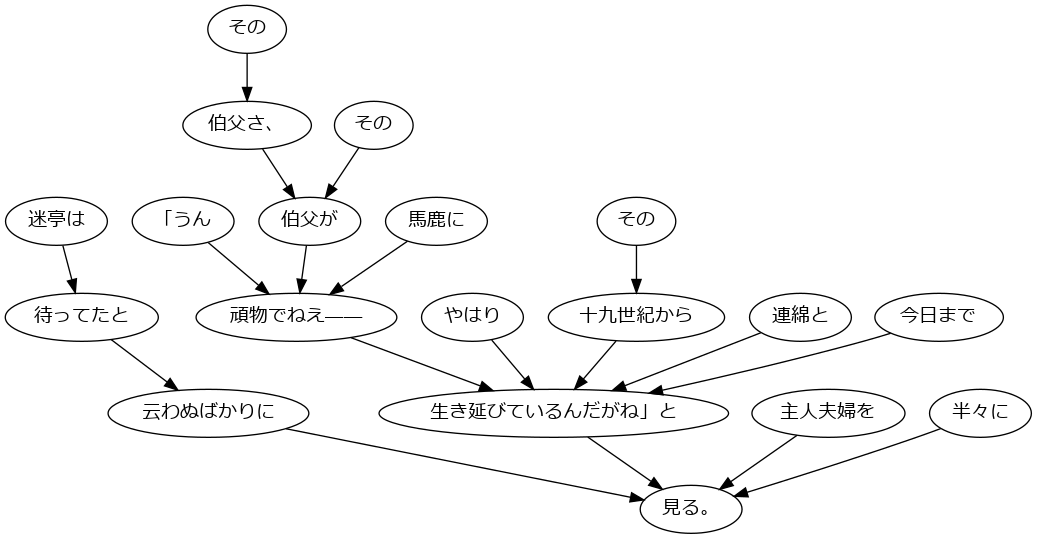 その
伯父さ、
その
迷亭は
「うん
伯父が
馬鹿に
その
待ってたと
頑物でねえ――
やはり
十九世紀から
連綿と
今日まで
云わぬばかりに
生き延びているんだがね」と
主人夫婦を
半々に
見る。